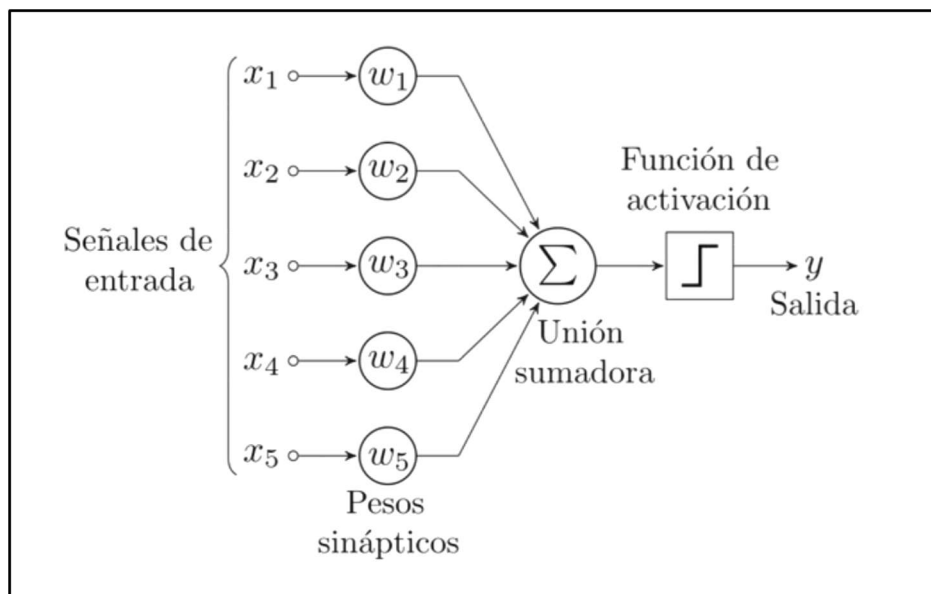 x1
w1
x2
w2
Función de
activación
Señales de
entrada
x3
w3
Σ
y
Salida
Unión
sumadora
x4
w4
x5
w5
Pesos
sinápticos